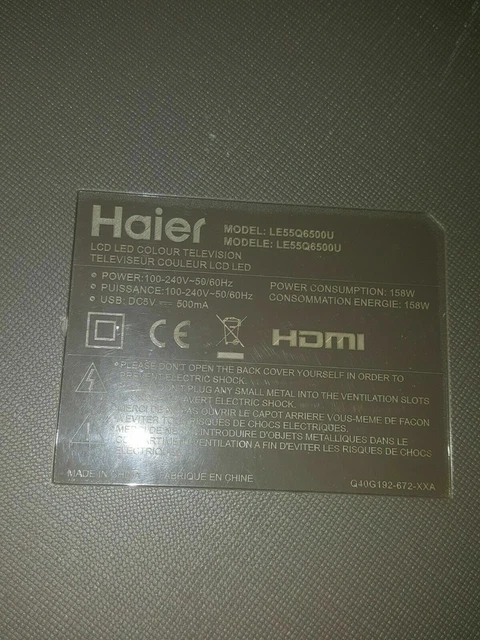 Haier
MODEL: LE55Q6500U
MODELE: LE55Q6500U
LCD LED COLOUR TELEVISION
TELEVISEUR COULEUR LCD LED
POWER:100-240V~50/60Hz
PUISSANCE:100-240V~50/60Hz
USB: DC5V 500mA
POWER CONSUMPTION: 158W
CONSOMMATION ENERGIE: 158W
CE
HDMI
PLEASE DON'T OPEN THE BACK COVER YOURSELF IN ORDER TO
ELECTRIC SHOCK.
PLUG ANY SMALL METAL INTO THE VENTILATION SLOTS
AVERT ELECTRIC SHOCK.
MERCI DE OUVRIR LE CAPOT ARRIERE VOUS-MEME DE FACON
RISQUES DE CHOCS ELECTRIQUES.
INTRODUIRE D'OBJETS METALLIQUES DANS LE
VENTILATION A FIN D'EVITER LES RISQUES DE CHOCS
MADE IN FABRIQUE EN CHINE
Q40G192-672-XXA